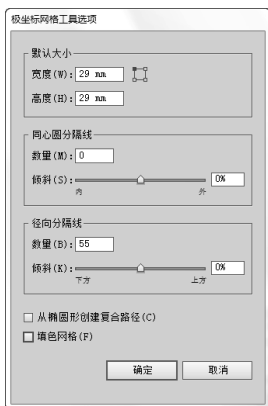 极坐标网格工具选项
默认大小
宽度(W): 29 mm
高度(H): 29 mm
同心圆分隔线
数量(M): 0
倾斜(S): 0%
内 外
径向分隔线
数量(B): 55
倾斜(K): 0%
下方 上方
从椭圆形创建复合路径(C)
填色网格(F)
确定 取消